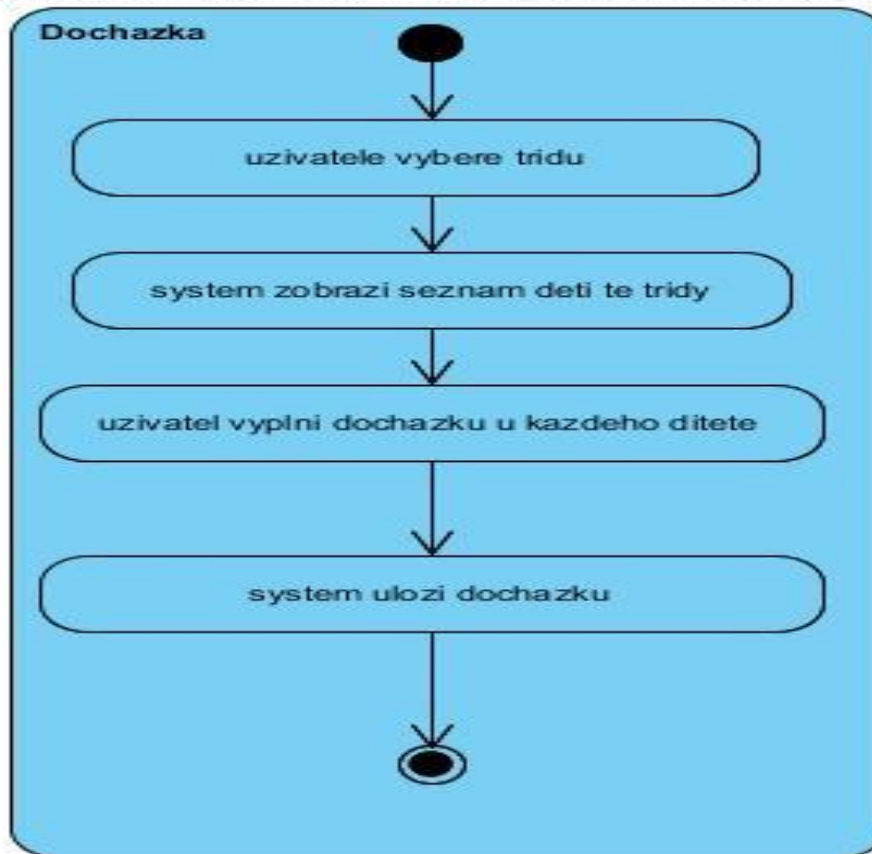 Dochazka
uzivatele vybere tridu
system zobrazi seznam deti te tridy
uzivatel vyplni dochazku u kazdeho ditete
system ulozi dochazku